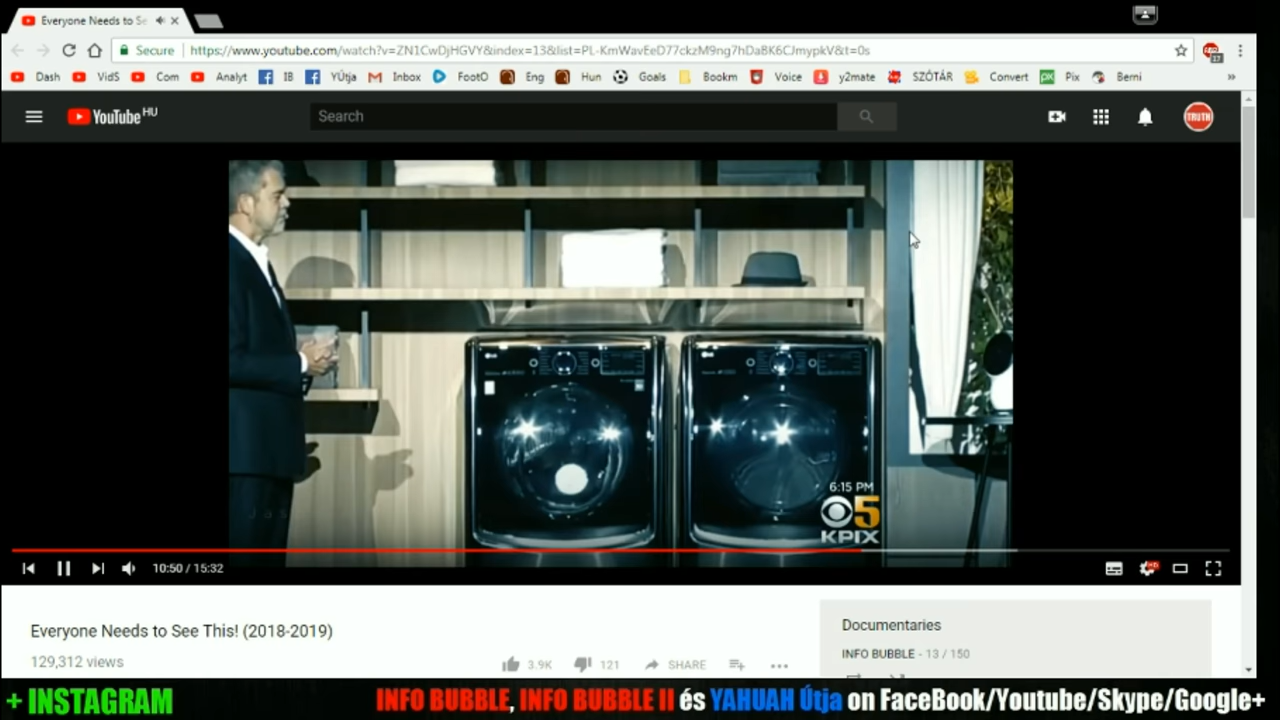 Everyone Needs to Se
Secure https://www.youtube.com/watch?v=ZN1CwDjHGVY&index=13&list=PL-KmWavEeD77ckzM9ng7hDaBK6CJmypkV&t=0s
Dash VidS Com Analyt IB YÚtja Inbox FootO Eng Hun Goals Bookm Voice y2mate SZÓTÁR Convert Pix Berni »
YouTube HU Search TRUTH
LG LG
6:15 PM
5
KPIX
10:50 / 15:32 HD
Everyone Needs to See This! (2018-2019)
129,312 views 3.9K 121 SHARE
Documentaries
INFO BUBBLE - 13 / 150
+ INSTAGRAM INFO BUBBLE, INFO BUBBLE II és YAHUAH Útja on FaceBook/Youtube/Skype/Google+